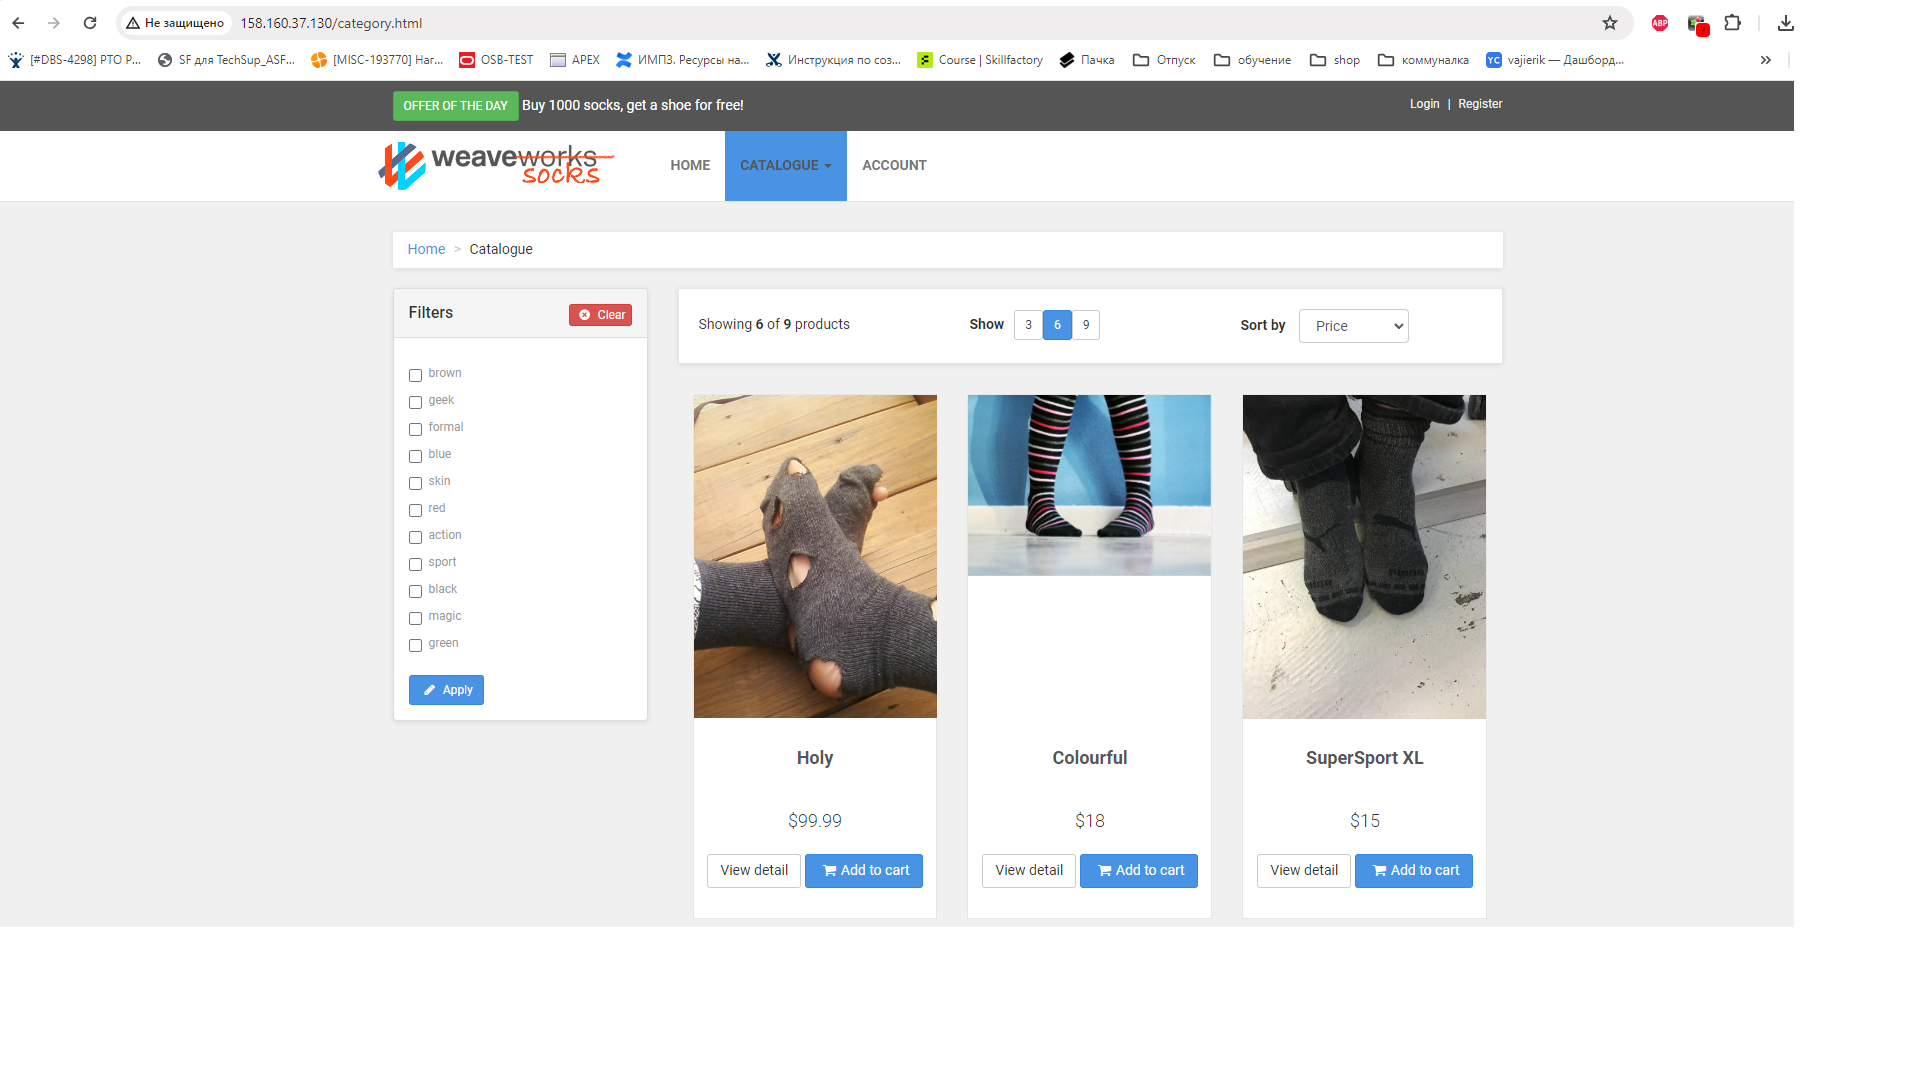 Не защищено 158.160.37.130/category.html ABP 2
[#DBS-4298] РТО Р... SF для TechSup_ASF... [MISC-193770] Наг... OSB-TEST APEX ИМПЗ. Ресурсы на... Инструкция по соз... Course | Skillfactory Пачка Отпуск обучение shop коммуналка YC vajierik — Дашборд... »
OFFER OF THE DAY Buy 1000 socks, get a shoe for free! Login | Register
weaveworks socks HOME CATALOGUE ACCOUNT
Home > Catalogue
Filters Clear
Showing 6 of 9 products Show 3 6 9 Sort by Price
brown
geek
formal
blue
skin
red
action
sport
black
magic
green
Apply
Holy Colourful SuperSport XL
$99.99 $18 $15
View detail Add to cart View detail Add to cart View detail Add to cart